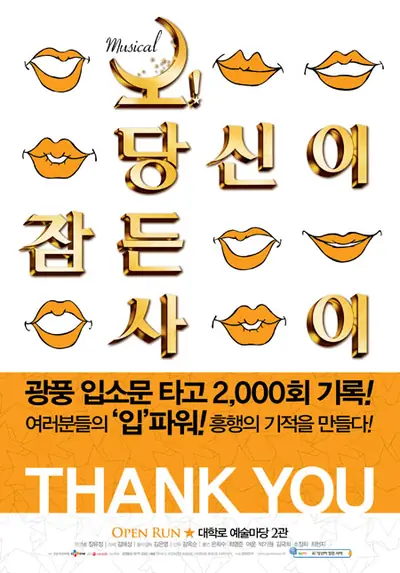 Musical
오!
당신이
잠든
사이
광풍 입소문 타고 2,000회 기록!
여러분들의 '입'파워! 흥행의 기적을 만들다!
THANK YOU
OPEN RUN ★ 대학로 예술마당 2관